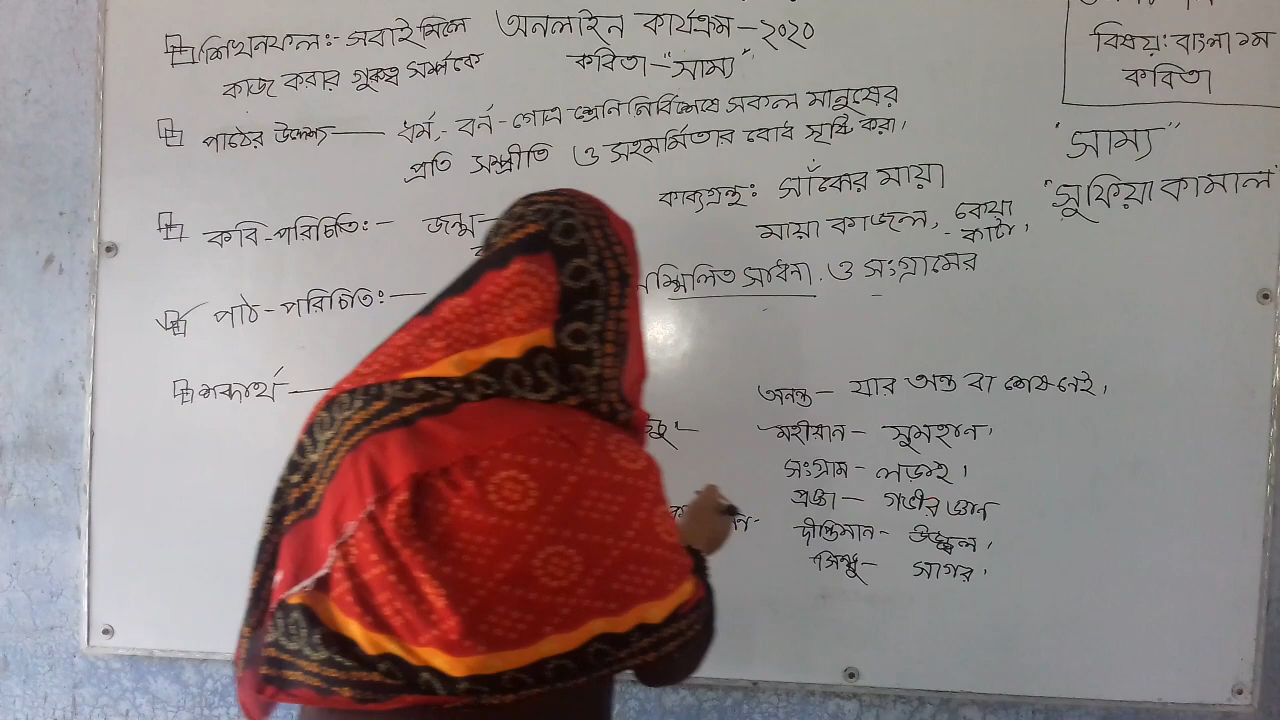 শিখনফল:- সবাই মিলে
কাজ করার গুরুত্ব সম্পর্কে
অনলাইন কার্যক্রম - ২০২০
কবিতা - "সাম্য"
বিষয়: বাংলা ১ম
কবিতা
"সাম্য"
"সুফিয়া কামাল"
পাঠের উদ্দেশ্য — ধর্ম - বর্ন - গোত্র - শ্রেনি নির্বিশেষে সকল মানুষের
প্রতি সম্প্রীতি ও সহমর্মিতার বোধ সৃষ্টি করা।
কবি - পরিচিতি:- জন্ম -
কাব্যগ্রন্থ: সাঁঝের মায়া
মায়া কাজল, কেয়া
কাঁটা,
পাঠ - পরিচিতি:- সম্মিলিত সাধনা ও সংগ্রামের
শব্দার্থ —
অনন্ত - যার অন্ত বা শেষ নেই।
মহীয়ান - সুমহান,
সংগ্রাম - লড়াই।
প্রজ্ঞা - গভীর জ্ঞান
দীপ্তিমান - উজ্জ্বল,
সিন্ধু - সাগর,